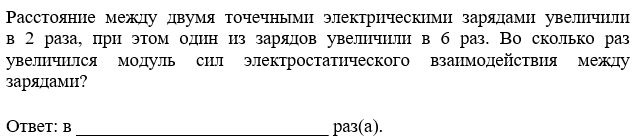 Расстояние между двумя точечными электрическими зарядами увеличили
в 2 раза, при этом один из зарядов увеличили в 6 раз. Во сколько раз
увеличился модуль сил электростатического взаимодействия между
зарядами?
Ответ: в ___________________________ раз(а).